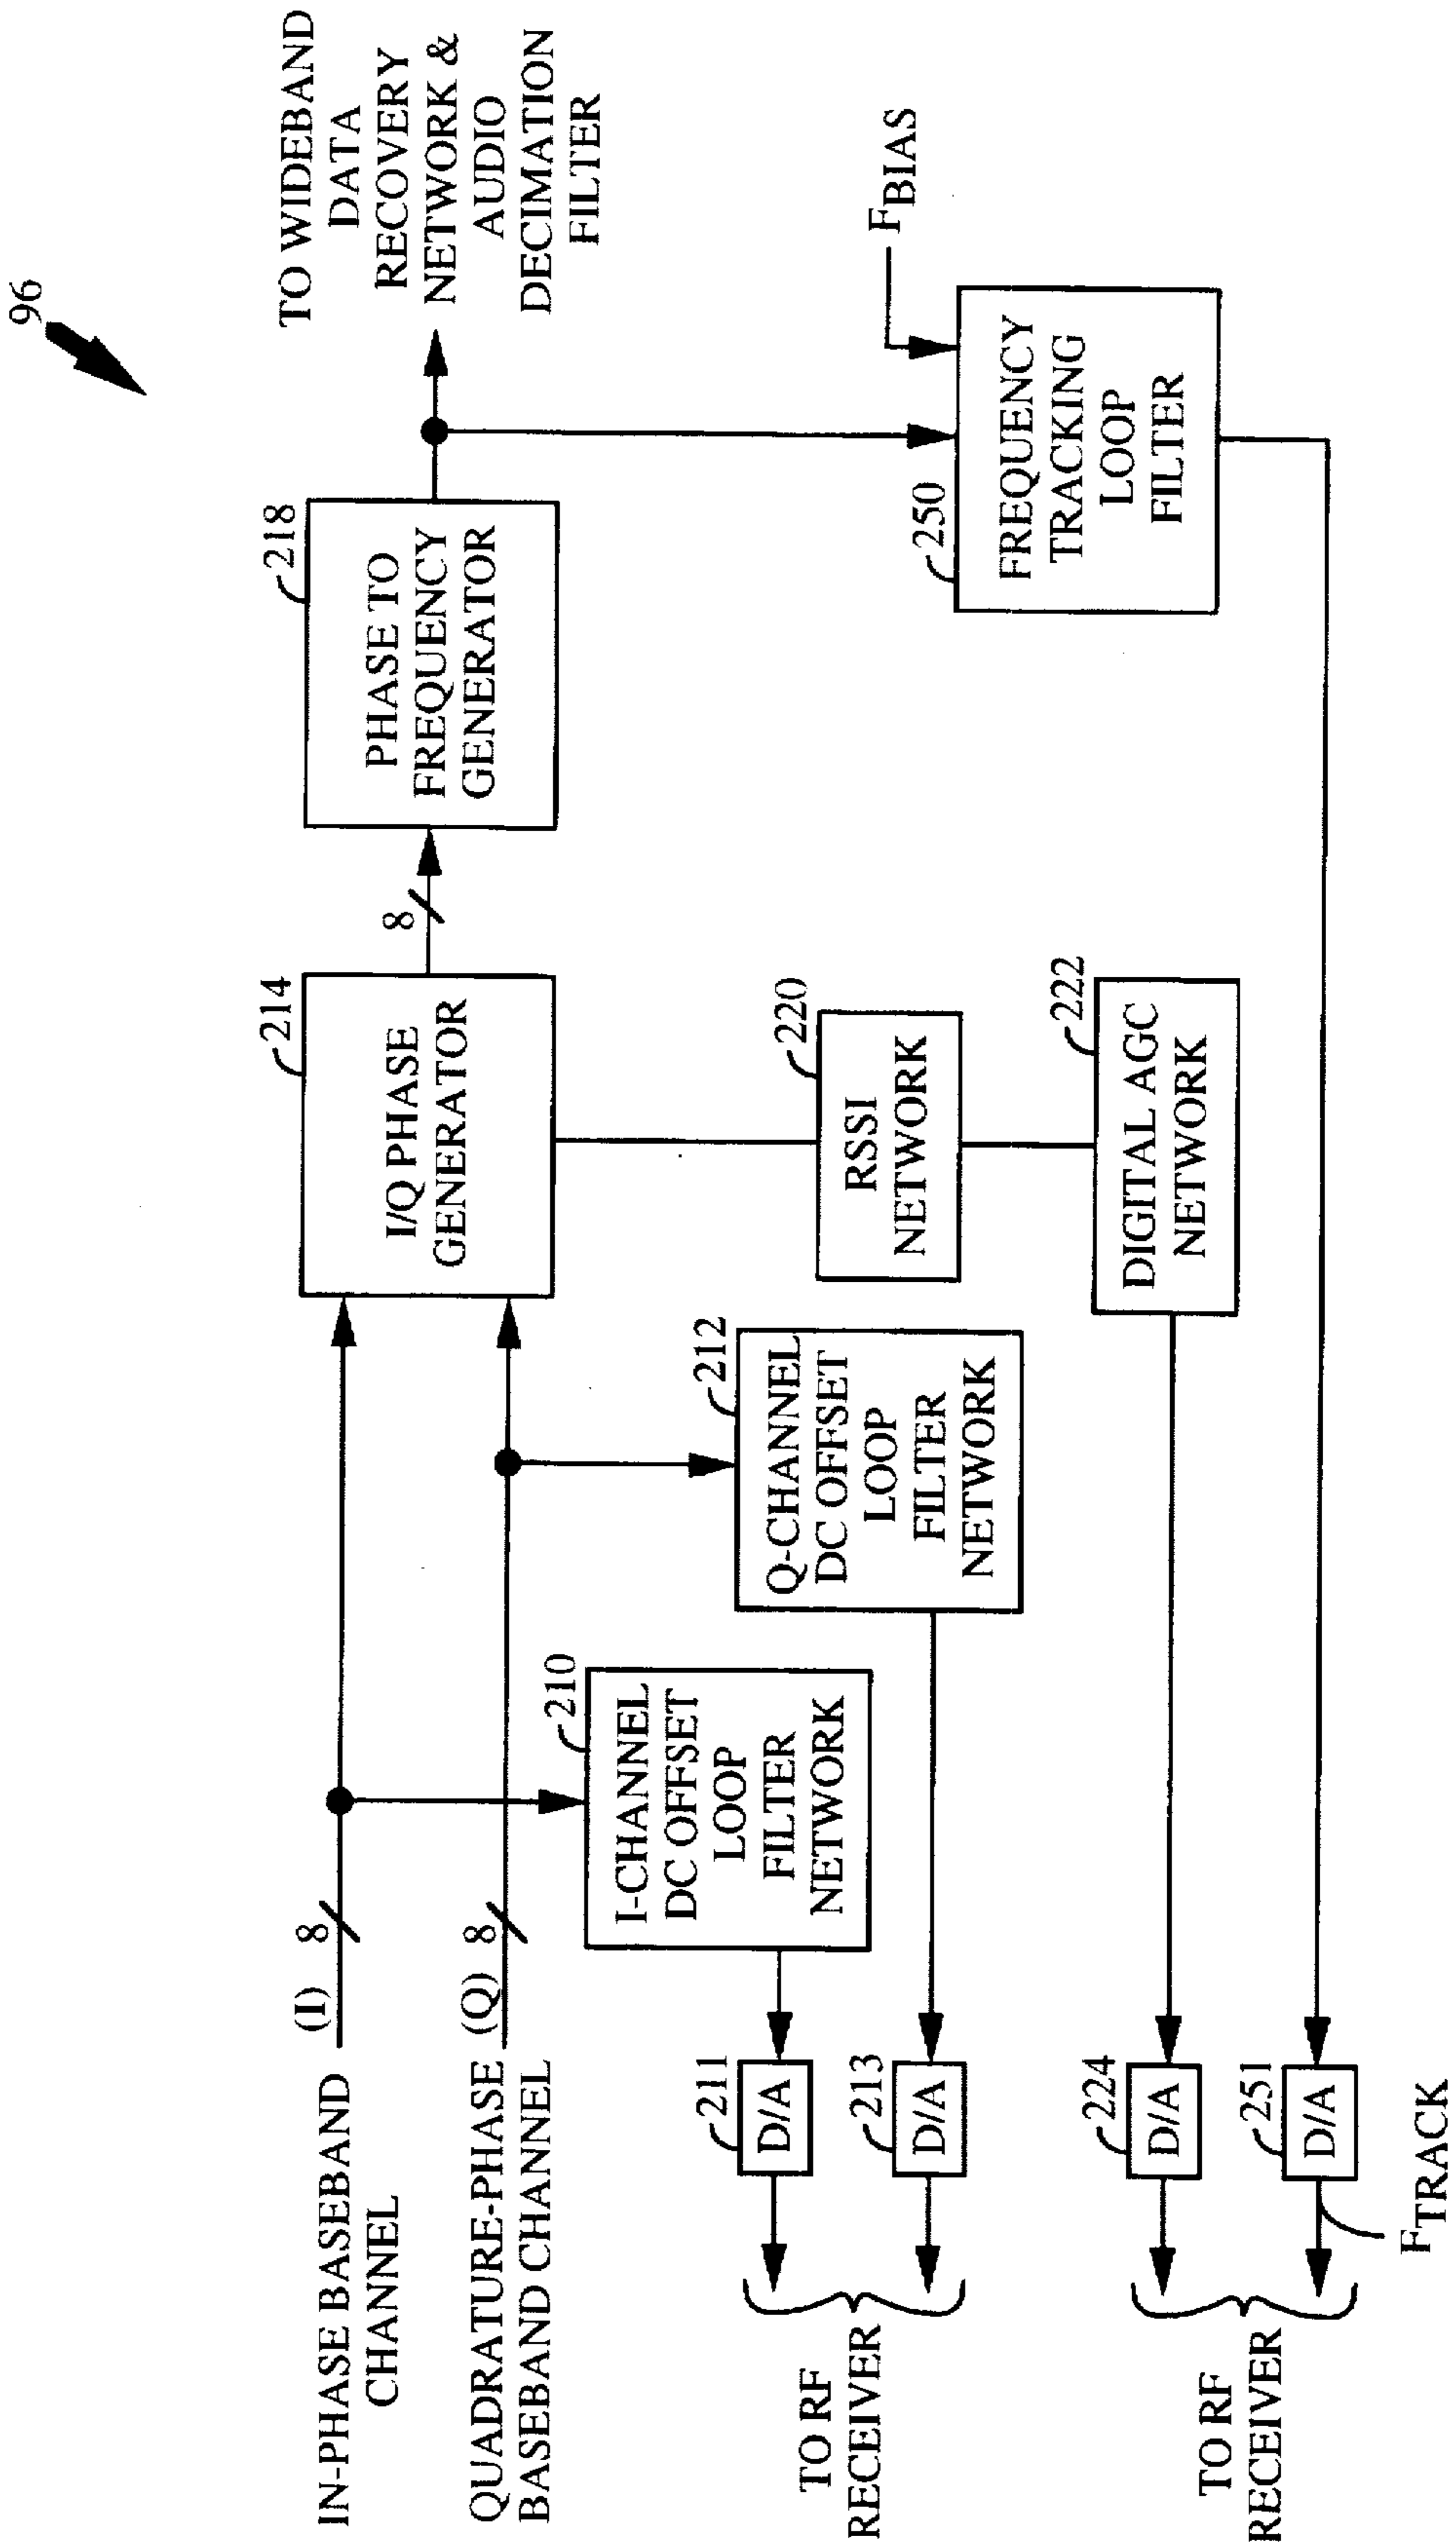 96
IN-PHASE BASEBAND
CHANNEL
(I)
8
QUADRATURE-PHASE
BASEBAND CHANNEL
(Q)
8
214
I/Q PHASE
GENERATOR
8
218
PHASE TO
FREQUENCY
GENERATOR
TO WIDEBAND
DATA
RECOVERY
NETWORK &
AUDIO
DECIMATION
FILTER
210
I-CHANNEL
DC OFFSET
LOOP
FILTER
NETWORK
212
Q-CHANNEL
DC OFFSET
LOOP
FILTER
NETWORK
220
RSSI
NETWORK
222
DIGITAL AGC
NETWORK
FBIAS
250
FREQUENCY
TRACKING
LOOP
FILTER
211
D/A
213
D/A
TO RF
RECEIVER
224
D/A
251
D/A
TO RF
RECEIVER
FTRACK